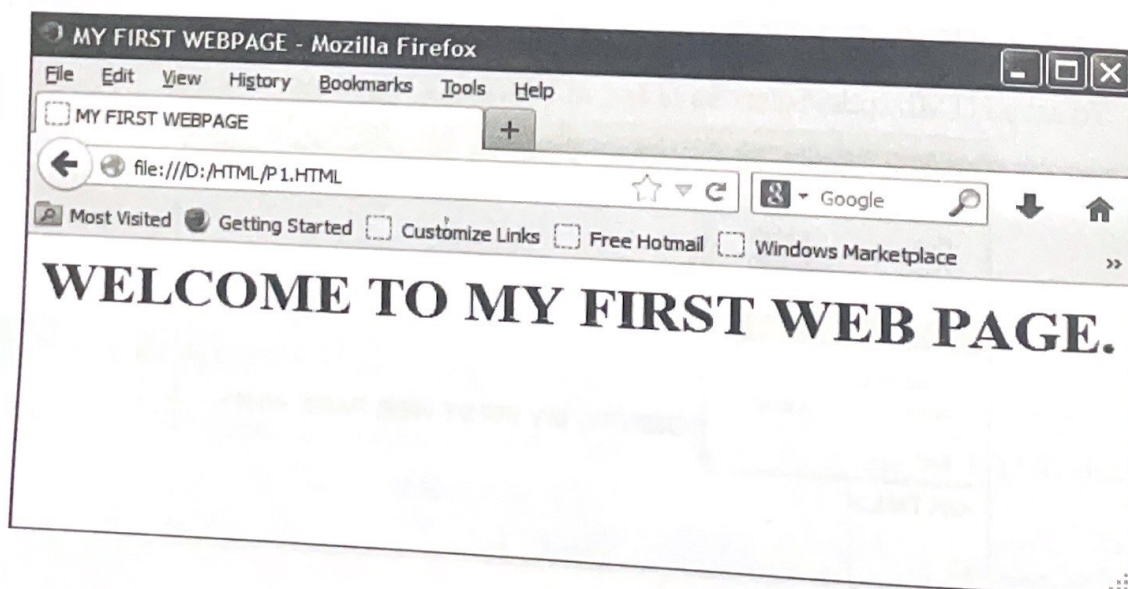 MY FIRST WEBPAGE - Mozilla Firefox
File Edit View History Bookmarks Tools Help
MY FIRST WEBPAGE +
file:///D:/HTML/P1.HTML Google
Most Visited Getting Started Customize Links Free Hotmail Windows Marketplace »
WELCOME TO MY FIRST WEB PAGE.